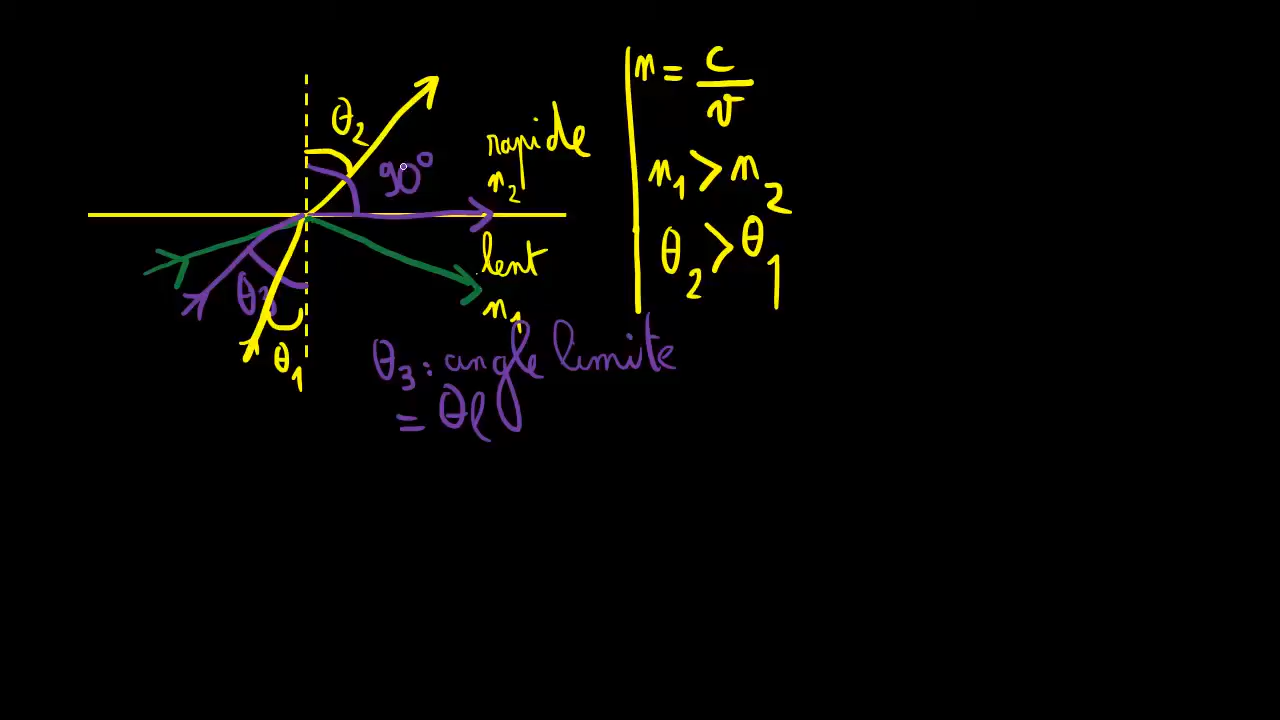 θ2
90°
rapide
n2
lent
n1
θ3
θ1
θ3 : angle limite
= θl
n = c/v
n1 > n2
θ2 > θ1